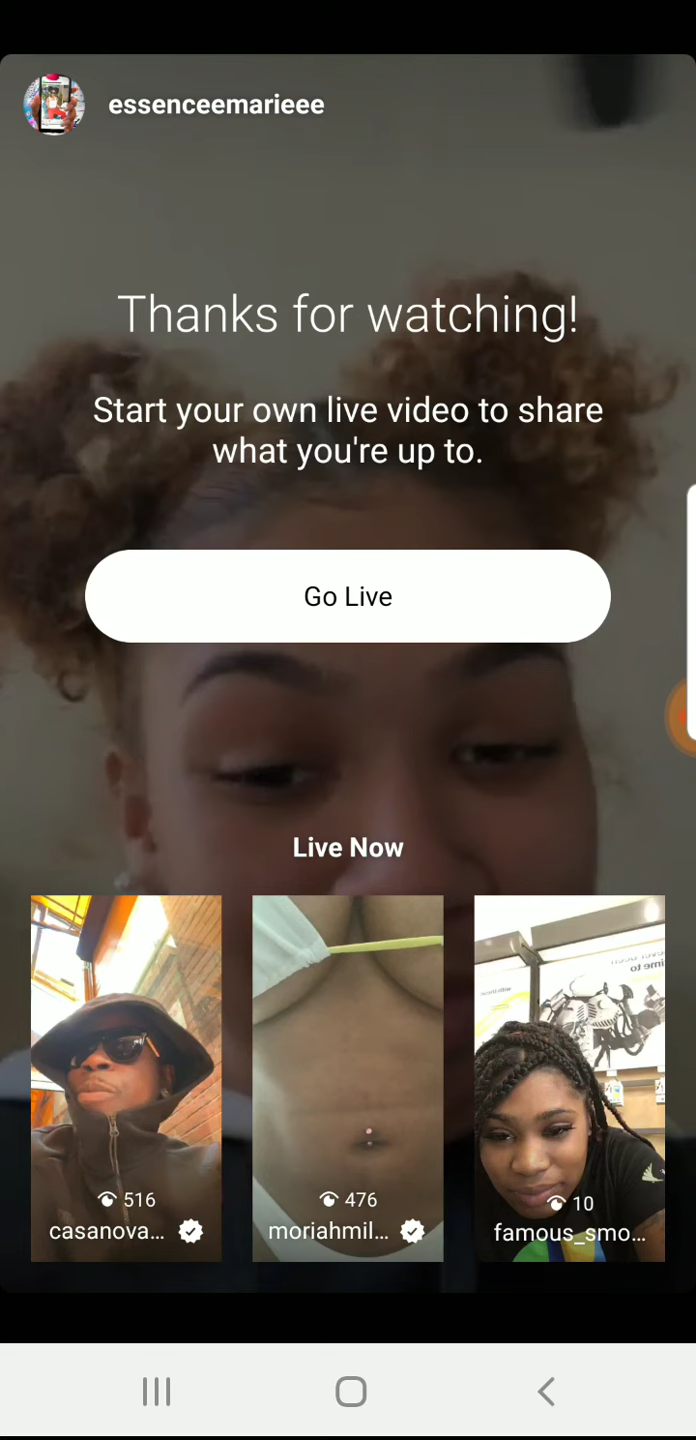 essenceemarieee
Thanks for watching!
Start your own live video to share
what you're up to.
Go Live
Live Now
516
casanova...
476
moriahmil...
10
famous_smo...